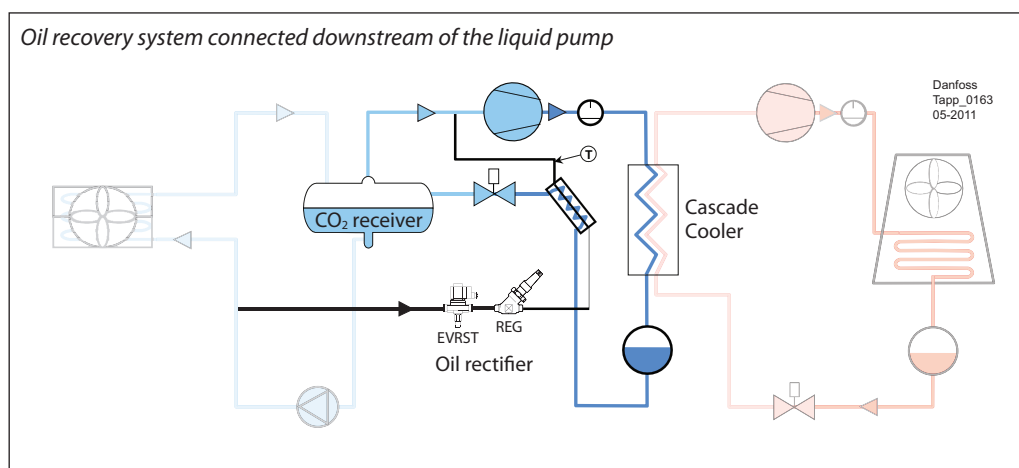 Oil recovery system connected downstream of the liquid pump
Danfoss
Tapp_0163
05-2011
T
CO₂ receiver
Cascade
Cooler
EVRST
REG
Oil rectifier